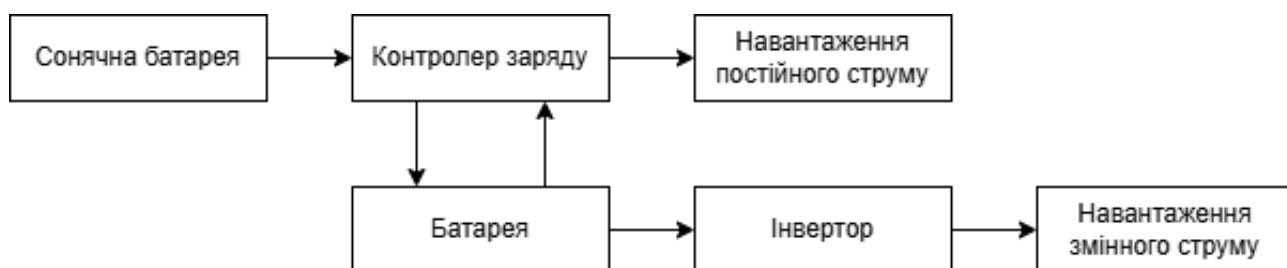 Сонячна батарея
Контролер заряду
Навантаження
постійного струму
Батарея
Інвертор
Навантаження
змінного струму